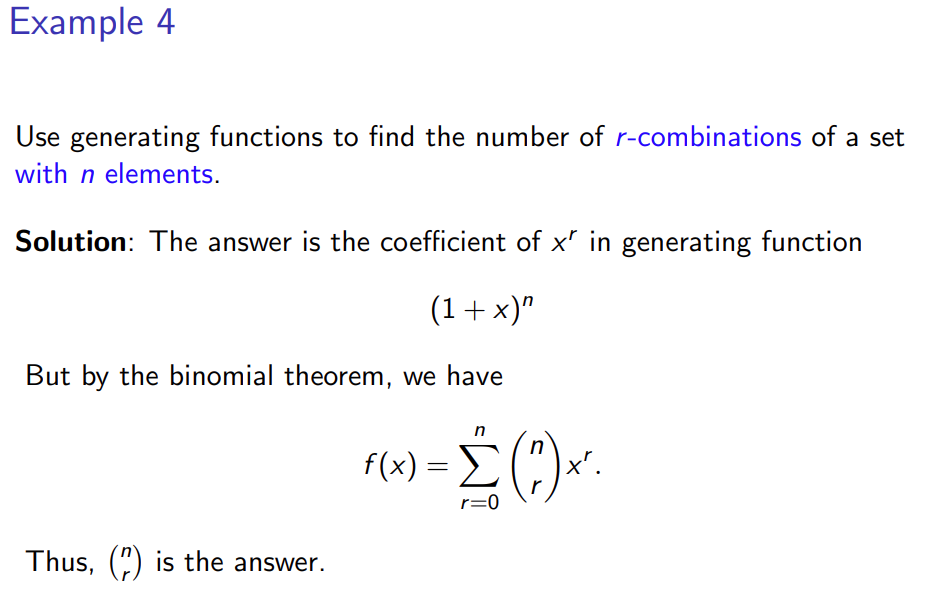 Example 4
Use generating functions to find the number of r-combinations of a set
with n elements.
Solution: The answer is the coefficient of xʳ in generating function
(1 + x)ⁿ
But by the binomial theorem, we have
f(x) = ∑_{r=0}^{n} \binom{n}{r} xʳ.
Thus, \binom{n}{r} is the answer.